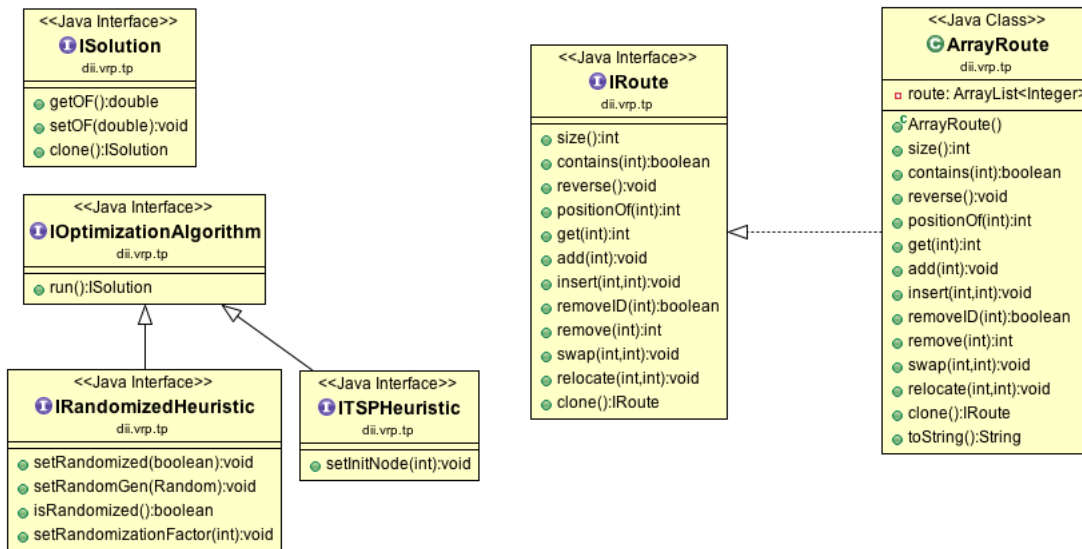 <<Java Interface>>
ISolution
dii.vrp.tp
getOF():double
setOF(double):void
clone():ISolution
<<Java Interface>>
IOptimizationAlgorithm
dii.vrp.tp
run():ISolution
<<Java Interface>>
IRandomizedHeuristic
dii.vrp.tp
setRandomized(boolean):void
setRandomGen(Random):void
isRandomized():boolean
setRandomizationFactor(int):void
<<Java Interface>>
ITSPHeuristic
dii.vrp.tp
setInitNode(int):void
<<Java Interface>>
IRoute
dii.vrp.tp
size():int
contains(int):boolean
reverse():void
positionOf(int):int
get(int):int
add(int):void
insert(int,int):void
removeID(int):boolean
remove(int):int
swap(int,int):void
relocate(int,int):void
clone():IRoute
<<Java Class>>
ArrayRoute
dii.vrp.tp
route: ArrayList<Integer>
ArrayRoute()
size():int
contains(int):boolean
reverse():void
positionOf(int):int
get(int):int
add(int):void
insert(int,int):void
removeID(int):boolean
remove(int):int
swap(int,int):void
relocate(int,int):void
clone():IRoute
toString():String